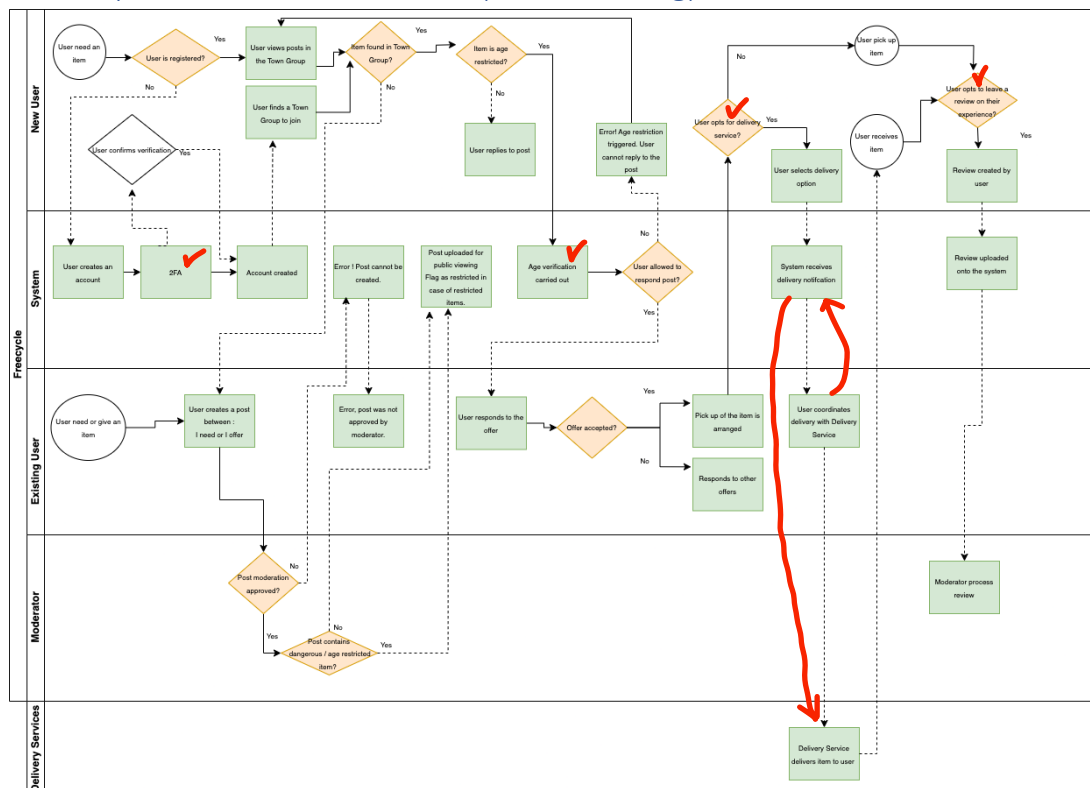 Freecycle
New User
System
Existing User
Moderator
Delivery Services
User need an
item
User is registered?
Yes
No
User views posts in
the Town Group
User finds a Town
Group to join
Item found in Town
Group?
Yes
No
Item is age
restricted?
Yes
No
User replies to post
Error! Age restriction
triggered. User
cannot reply to the
post
User opts for delivery
service?
No
Yes
User selects delivery
option
User pick up
item
User receives
item
User opts to leave a
review on their
experience?
Yes
Review created by
user
User confirms verification
Yes
User creates an
account
2FA
Account created
Error ! Post cannot be
created.
Post uploaded for
public viewing
Flag as restricted in
case of restricted
items.
Age verification
carried out
User allowed to
respond post?
No
Yes
System receives
delivery notifcation
Review uploaded
onto the system
User need or give an
item
User creates a post
between :
I need or I offer
Error, post was not
approved by
moderator.
User responds to the
offer
Offer accepted?
Yes
No
Pick up of the item is
arranged
Responds to other
offers
User coordinates
delivery with Delivery
Service
Post moderation
approved?
No
Yes
Post contains
dangerous / age restricted
item?
No
Yes
Moderator process
review
Delivery Service
delivers item to user